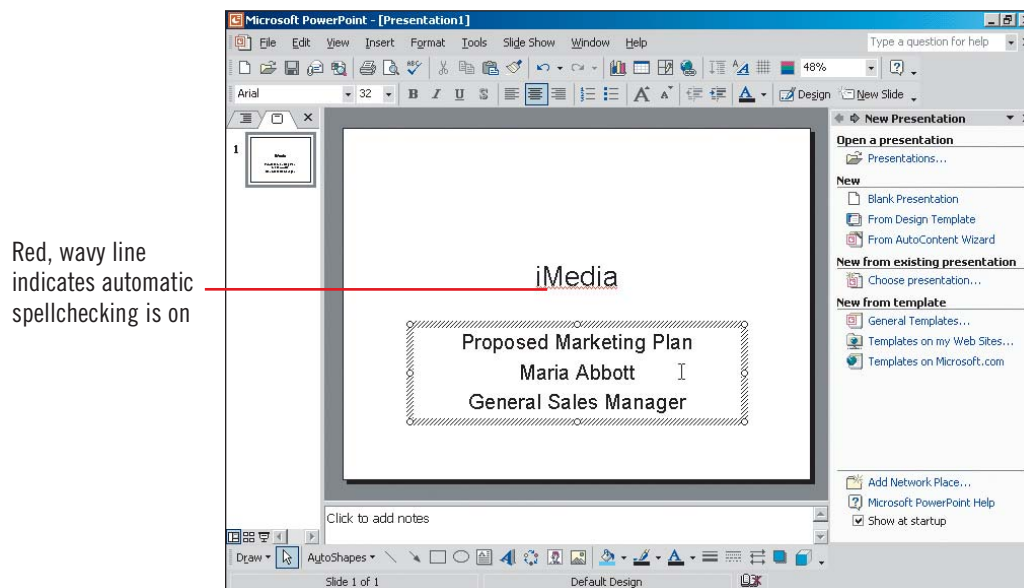 Microsoft PowerPoint - [Presentation1]
File Edit View Insert Format Tools Slide Show Window Help
Type a question for help
48%
Arial 32 B I U S A A A Design New Slide
New Presentation
Open a presentation
Presentations...
New
Blank Presentation
From Design Template
From AutoContent Wizard
New from existing presentation
Choose presentation...
New from template
General Templates...
Templates on my Web Sites...
Templates on Microsoft.com
1
Red, wavy line
indicates automatic
spellchecking is on
iMedia
Proposed Marketing Plan
Maria Abbott
General Sales Manager
Add Network Place...
Microsoft PowerPoint Help
Show at startup
Click to add notes
Draw AutoShapes
Slide 1 of 1 Default Design